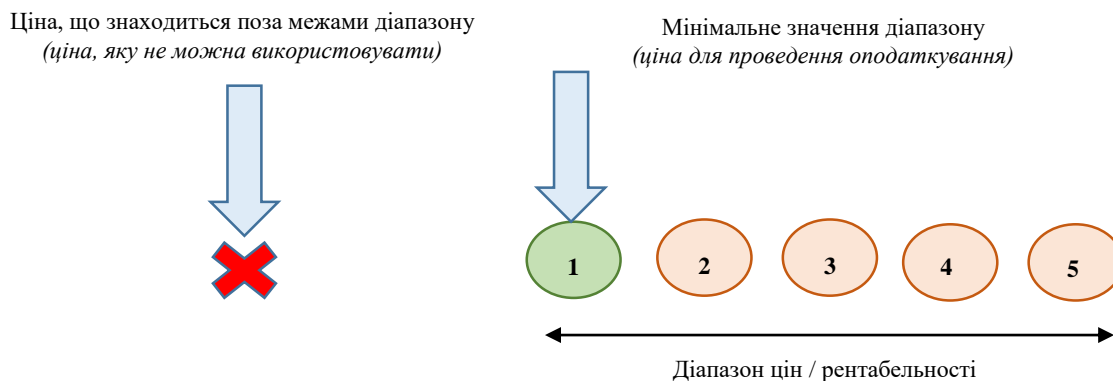 Ціна, що знаходиться поза межами діапазону
(ціна, яку не можна використовувати)
Мінімальне значення діапазону
(ціна для проведення оподаткування)
1 2 3 4 5
Діапазон цін / рентабельності